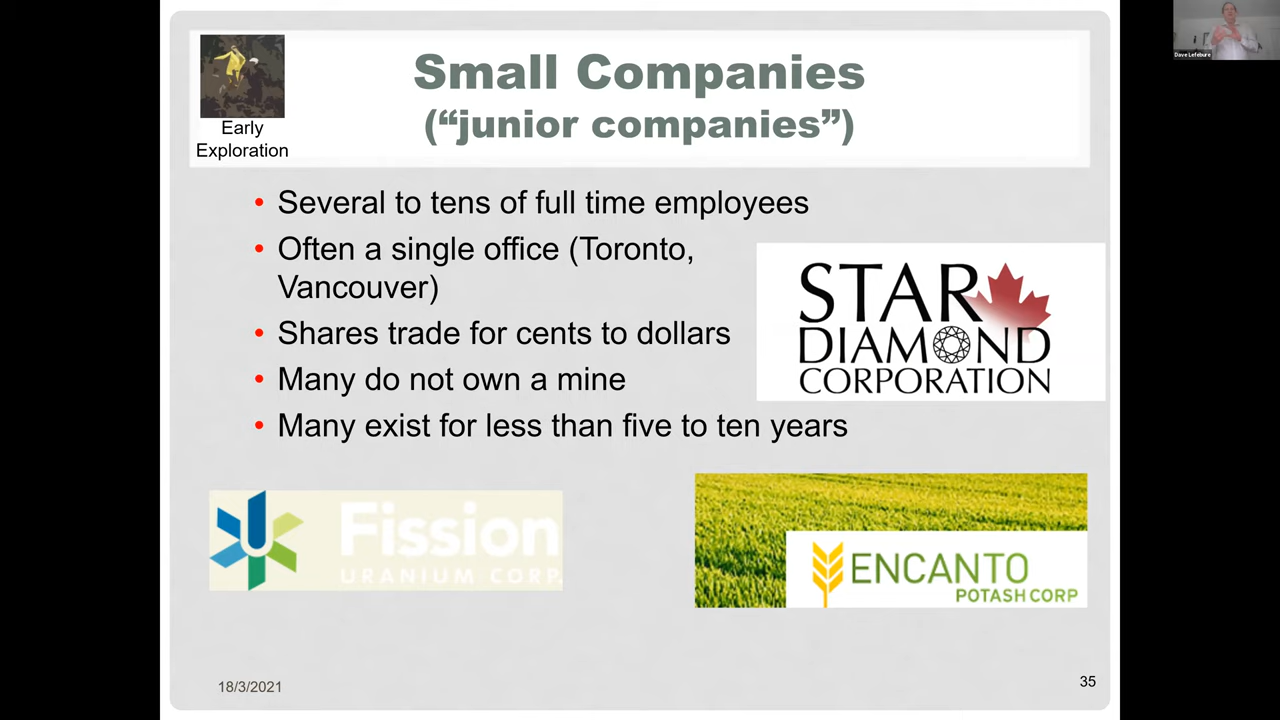 Small Companies
(“junior companies”)
Early
Exploration
• Several to tens of full time employees
• Often a single office (Toronto,
Vancouver)
• Shares trade for cents to dollars
• Many do not own a mine
• Many exist for less than five to ten years
STAR
DIAMOND
CORPORATION
Fission
URANIUM CORP.
ENCANTO
POTASH CORP
18/3/2021
35
Dave Lefebure